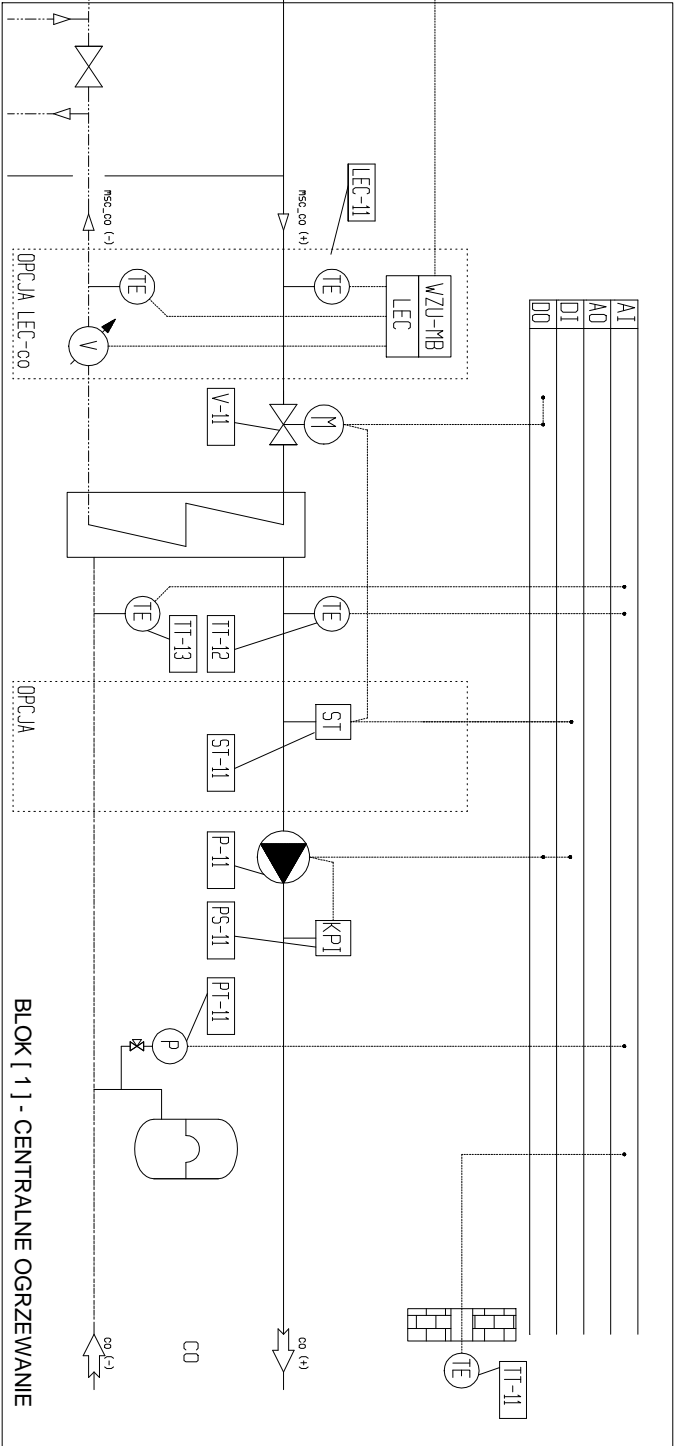 AI
AO
DI
DO
WZU-MB
LEC
LEC-11
msc_co (+)
msc_co (-)
TE
TE
V
OPCJA LEC-co
M
V-11
TE
TE
TT-12
TT-13
OPCJA
ST
ST-11
P-11
KPI
PS-11
PT-11
P
TE
TT-11
co (+)
CO
co (-)
BLOK [ 1 ] - CENTRALNE OGRZEWANIE